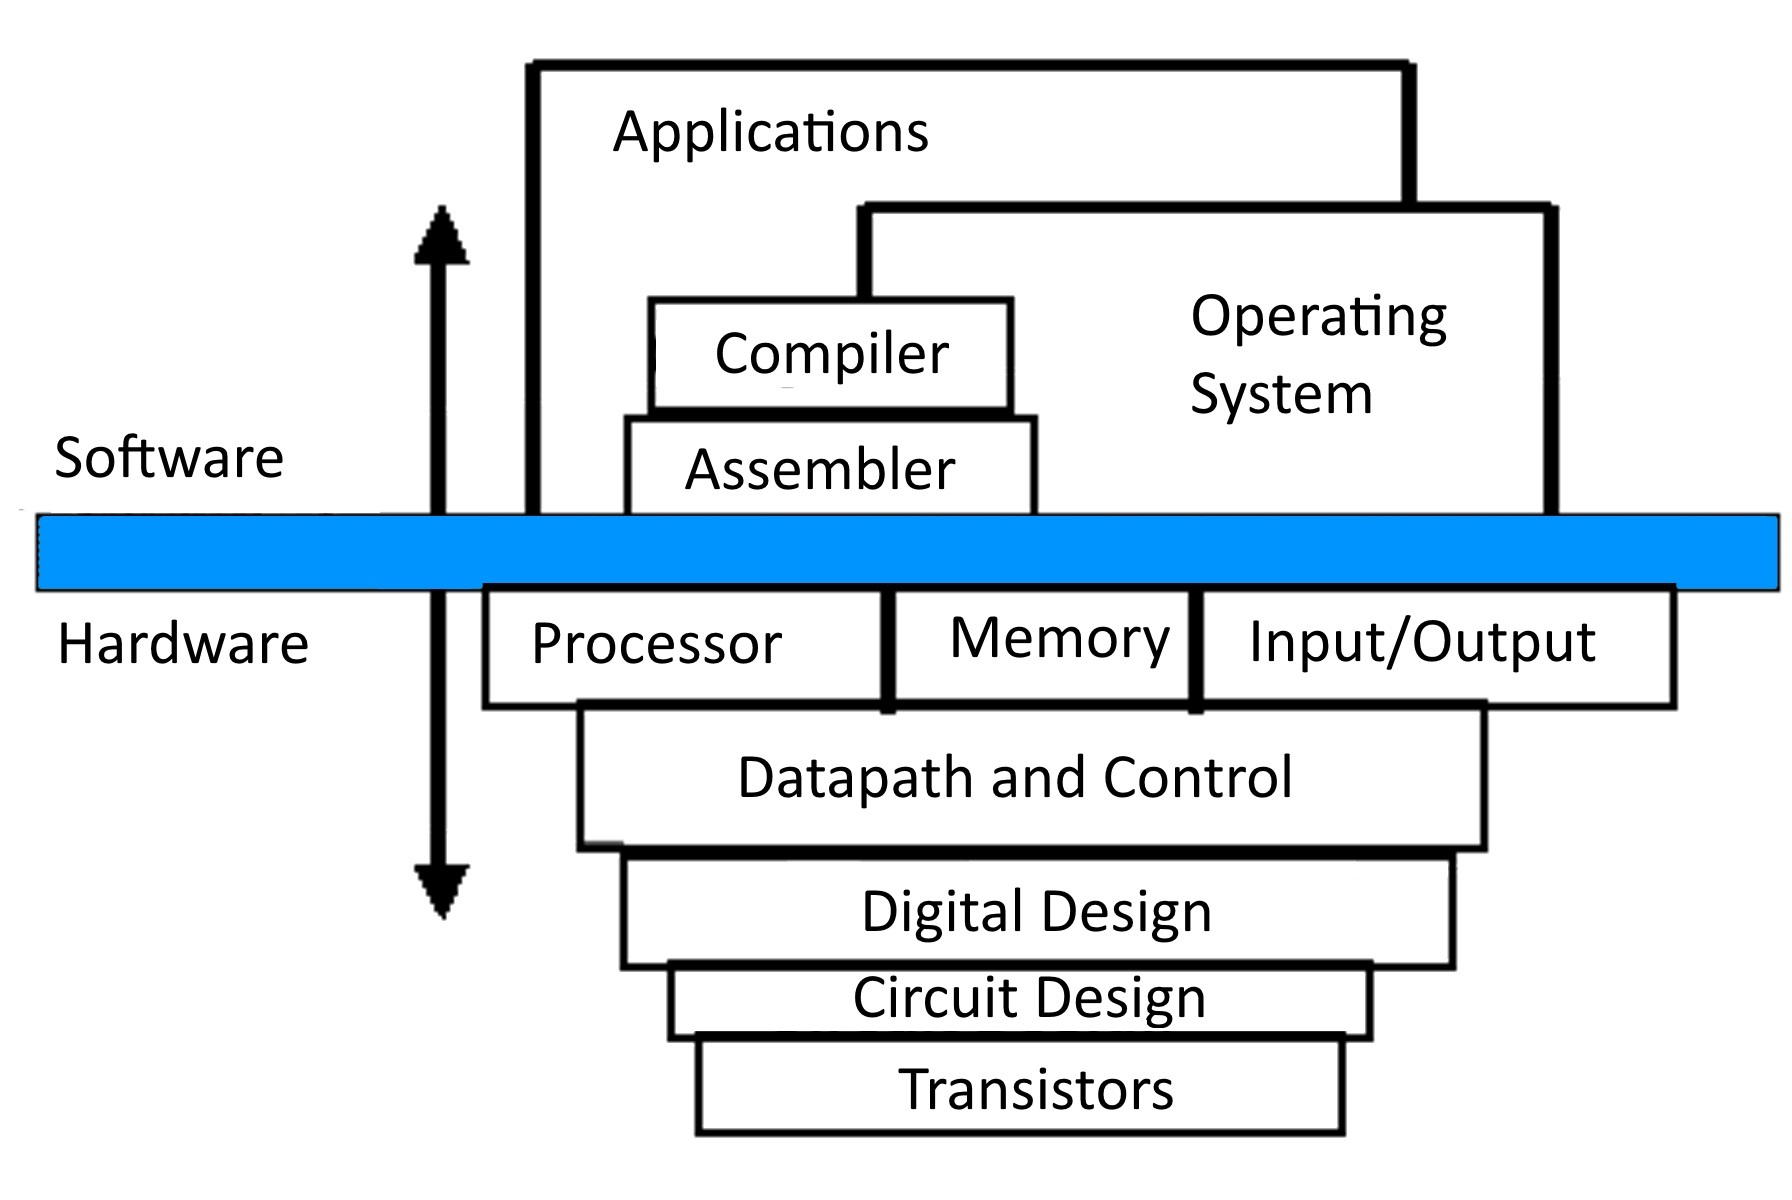 Applications
Operating
System
Compiler
Assembler
Software
Hardware
Processor
Memory
Input/Output
Datapath and Control
Digital Design
Circuit Design
Transistors